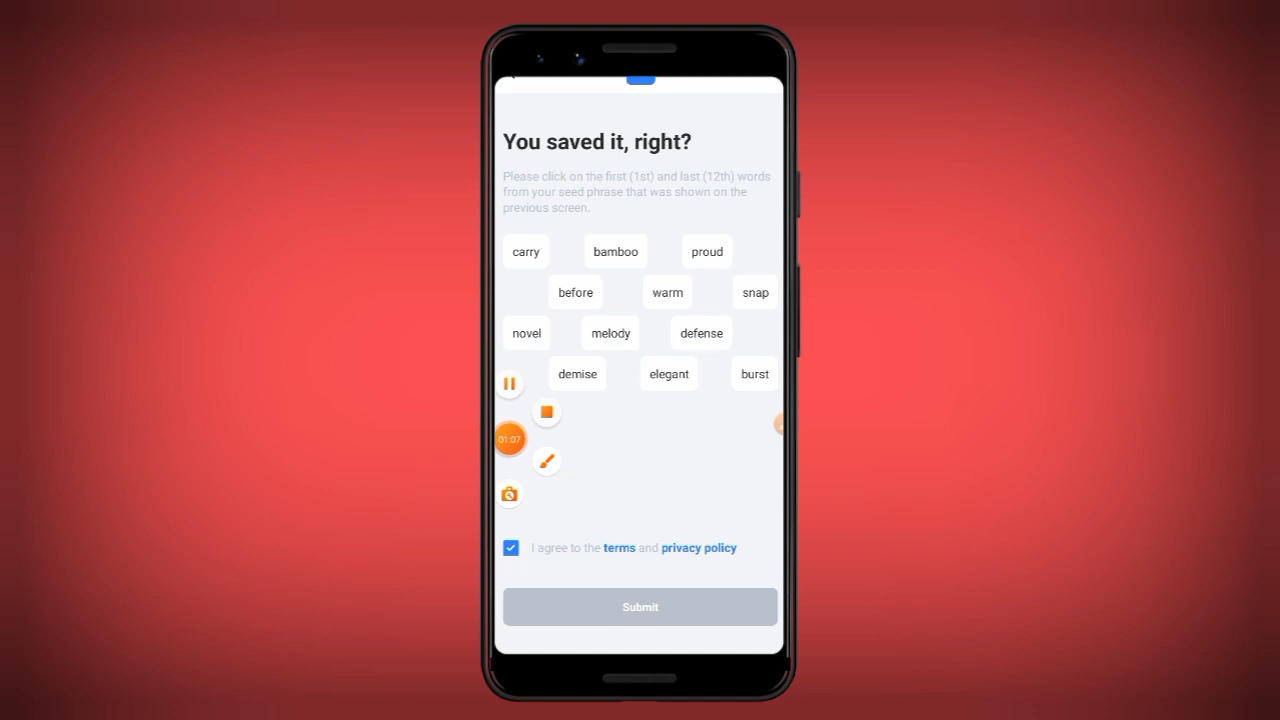 You saved it, right?
Please click on the first (1st) and last (12th) words
from your seed phrase that was shown on the
previous screen.
carry bamboo proud
before warm snap
novel melody defense
demise elegant burst
01:07
I agree to the terms and privacy policy
Submit